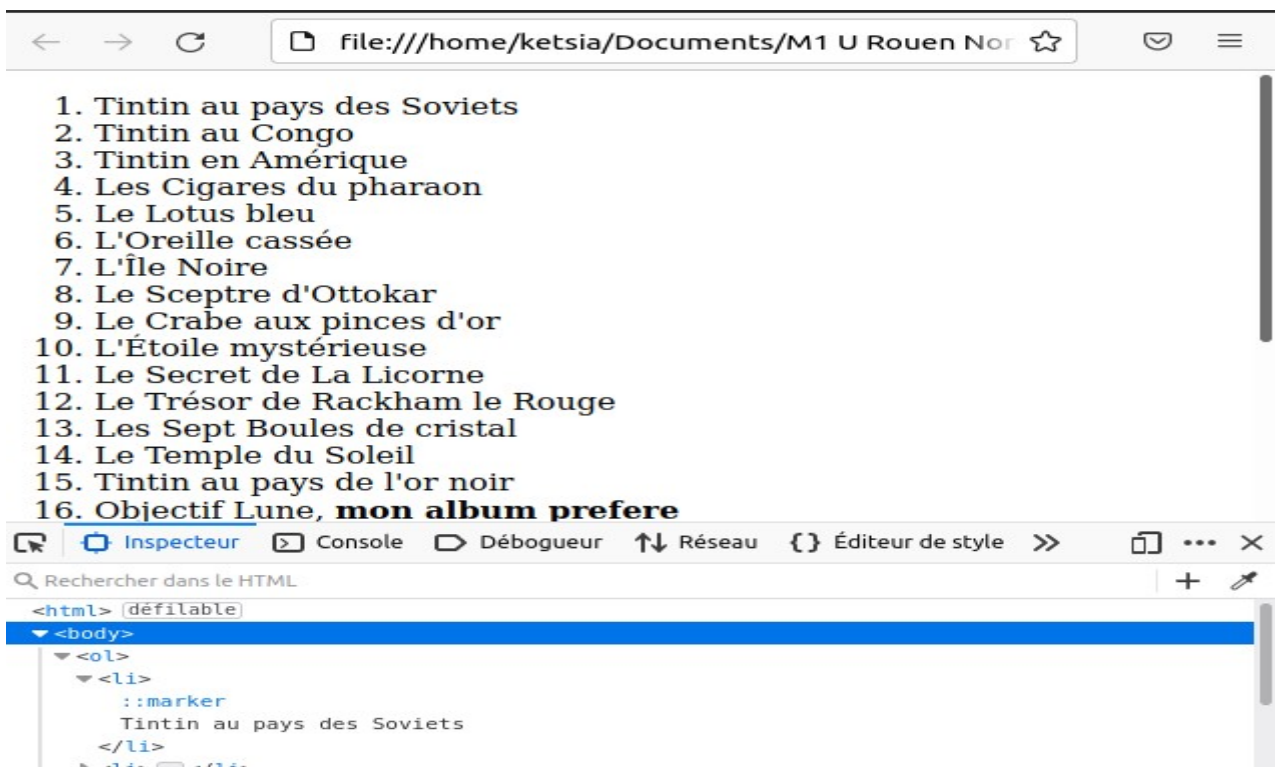 file:///home/ketsia/Documents/M1 U Rouen Nor
1. Tintin au pays des Soviets
2. Tintin au Congo
3. Tintin en Amérique
4. Les Cigares du pharaon
5. Le Lotus bleu
6. L'Oreille cassée
7. L'Île Noire
8. Le Sceptre d'Ottokar
9. Le Crabe aux pinces d'or
10. L'Étoile mystérieuse
11. Le Secret de La Licorne
12. Le Trésor de Rackham le Rouge
13. Les Sept Boules de cristal
14. Le Temple du Soleil
15. Tintin au pays de l'or noir
16. Objectif Lune, mon album prefere
Inspecteur Console Débogueur Réseau {} Éditeur de style
Rechercher dans le HTML
<html> défilable
<body>
<ol>
<li>
::marker
Tintin au pays des Soviets
</li>